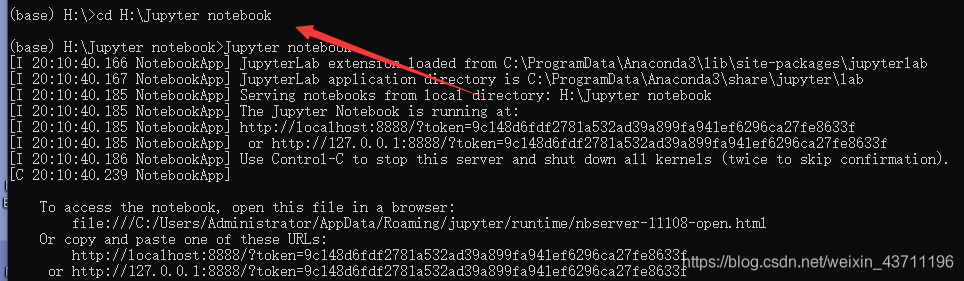 (base) H:\>cd H:\Jupyter notebook
(base) H:\Jupyter notebook>Jupyter notebook
[I 20:10:40.166 NotebookApp] JupyterLab extension loaded from C:\ProgramData\Anaconda3\lib\site-packages\jupyterlab
[I 20:10:40.167 NotebookApp] JupyterLab application directory is C:\ProgramData\Anaconda3\share\jupyter\lab
[I 20:10:40.185 NotebookApp] Serving notebooks from local directory: H:\Jupyter notebook
[I 20:10:40.185 NotebookApp] The Jupyter Notebook is running at:
[I 20:10:40.185 NotebookApp] http://localhost:8888/?token=9c148d6fdf2781a532ad39a899fa941ef6296ca27fe8633f
[I 20:10:40.185 NotebookApp]  or http://127.0.0.1:8888/?token=9c148d6fdf2781a532ad39a899fa941ef6296ca27fe8633f
[I 20:10:40.186 NotebookApp] Use Control-C to stop this server and shut down all kernels (twice to skip confirmation).
[C 20:10:40.239 NotebookApp]
To access the notebook, open this file in a browser:
file:///C:/Users/Administrator/AppData/Roaming/jupyter/runtime/nbserver-11108-open.html
Or copy and paste one of these URLs:
http://localhost:8888/?token=9c148d6fdf2781a532ad39a899fa941ef6296ca27fe8633f
or http://127.0.0.1:8888/?token=9c148d6fdf2781a532ad39a899fa941ef6296ca27fe8633f
https://blog.csdn.net/weixin_43711196